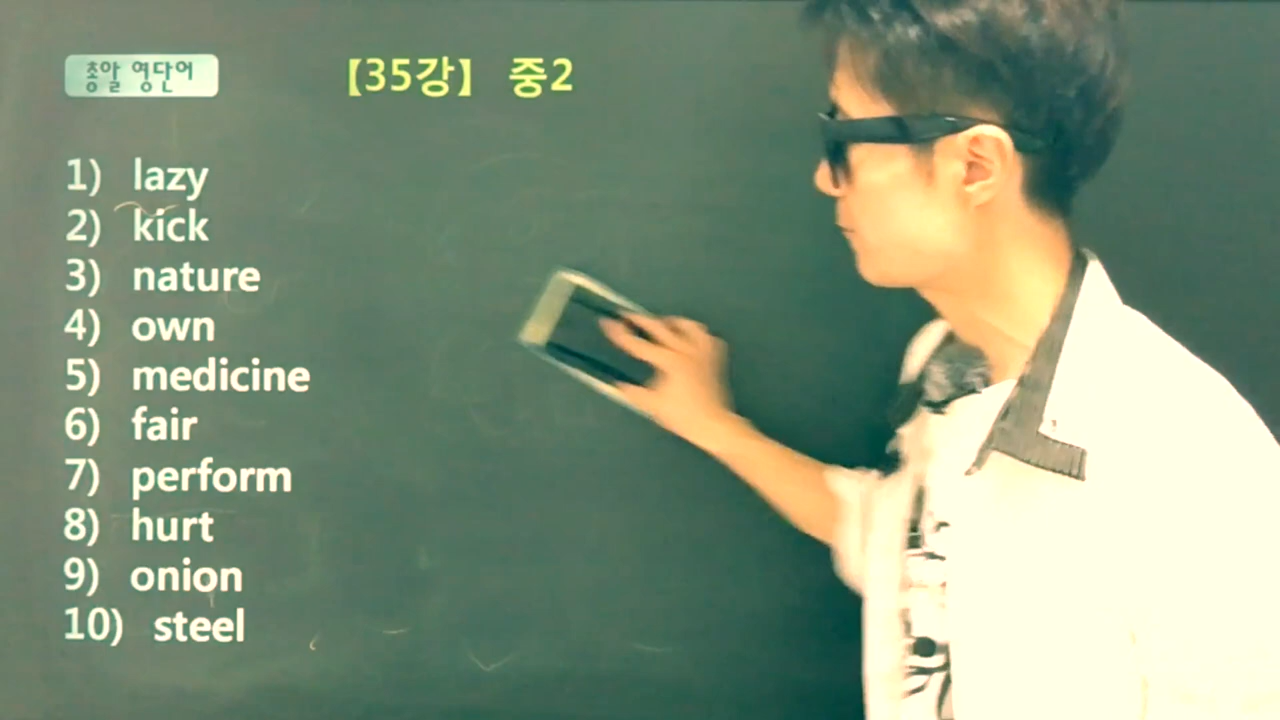 총알 영단어
【35강】 중2
1) lazy
2) kick
3) nature
4) own
5) medicine
6) fair
7) perform
8) hurt
9) onion
10) steel